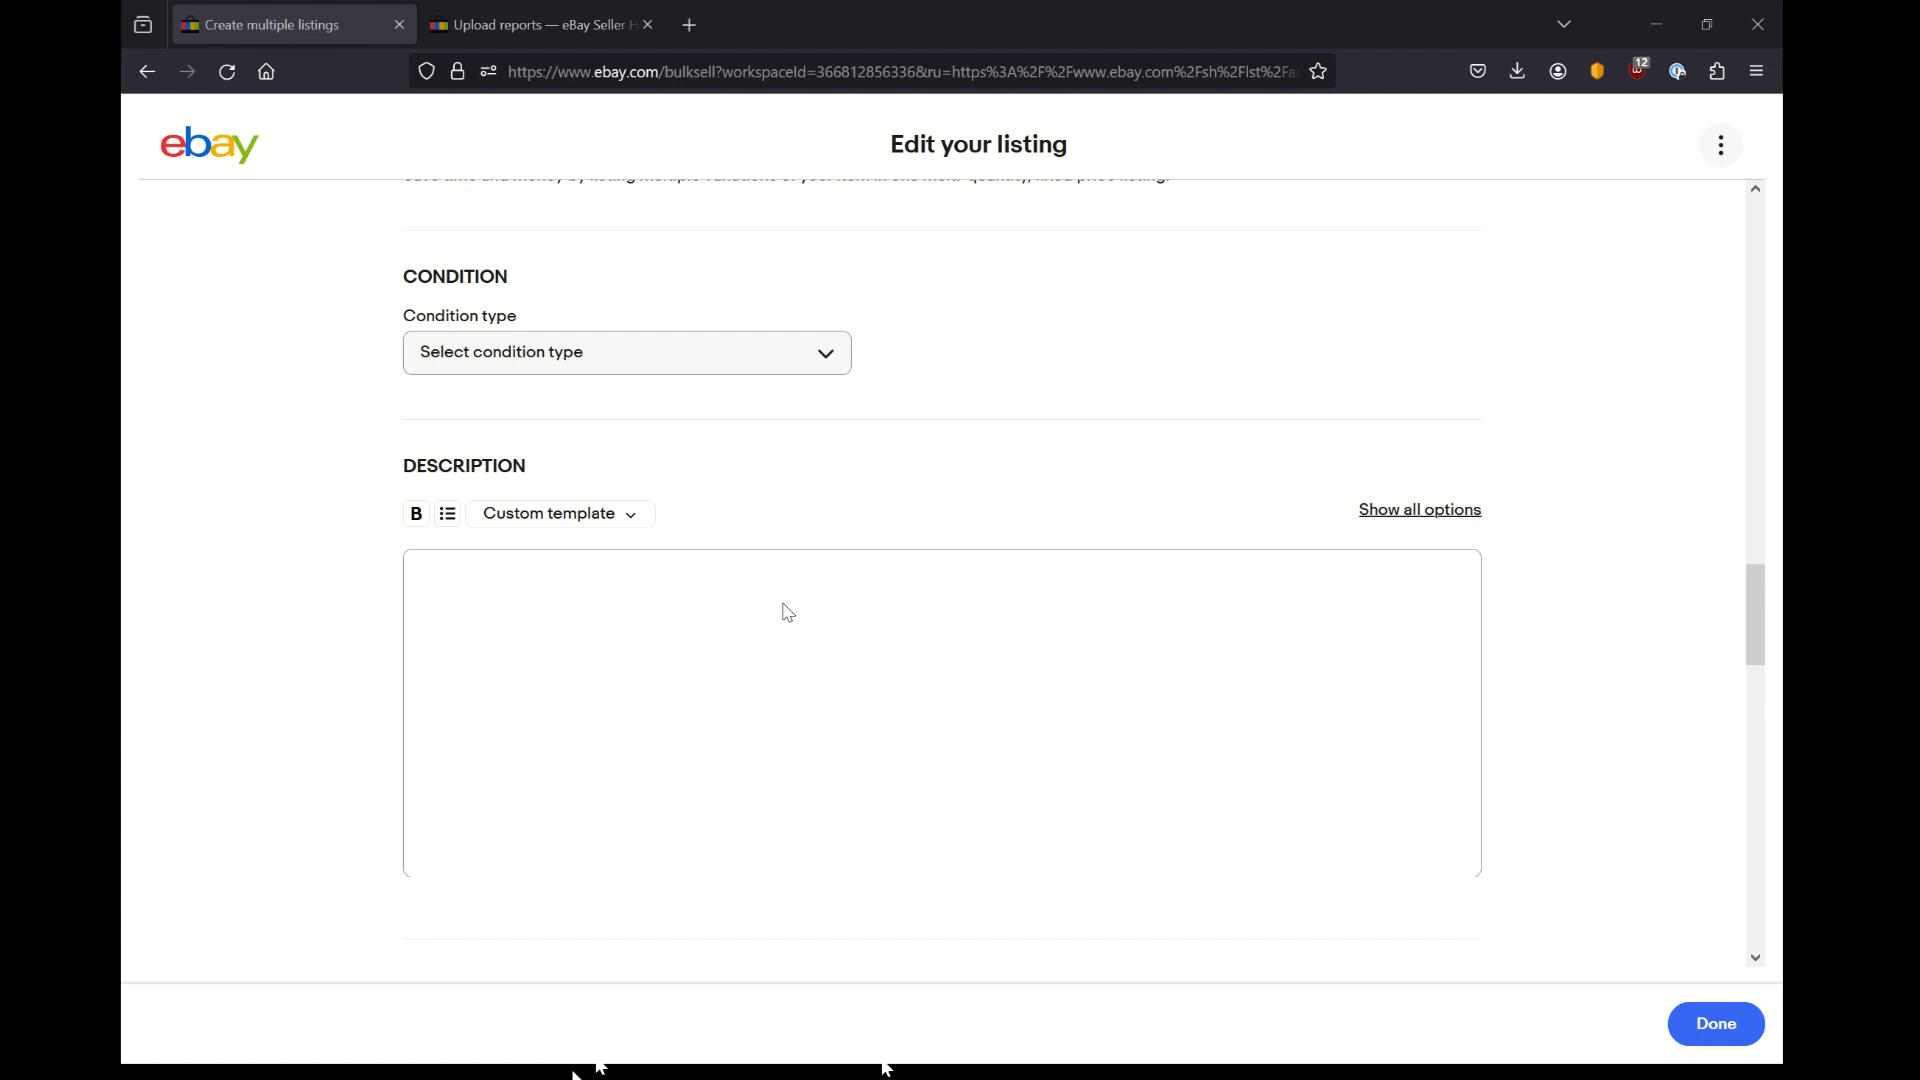 Create multiple listings
Upload reports — eBay Seller H
https://www.ebay.com/bulksell?workspaceId=366812856336&ru=https%3A%2F%2Fwww.ebay.com%2Fsh%2Flst%2Fac
12
ebay
Edit your listing
CONDITION
Condition type
Select condition type
DESCRIPTION
B
Custom template
Show all options
Done